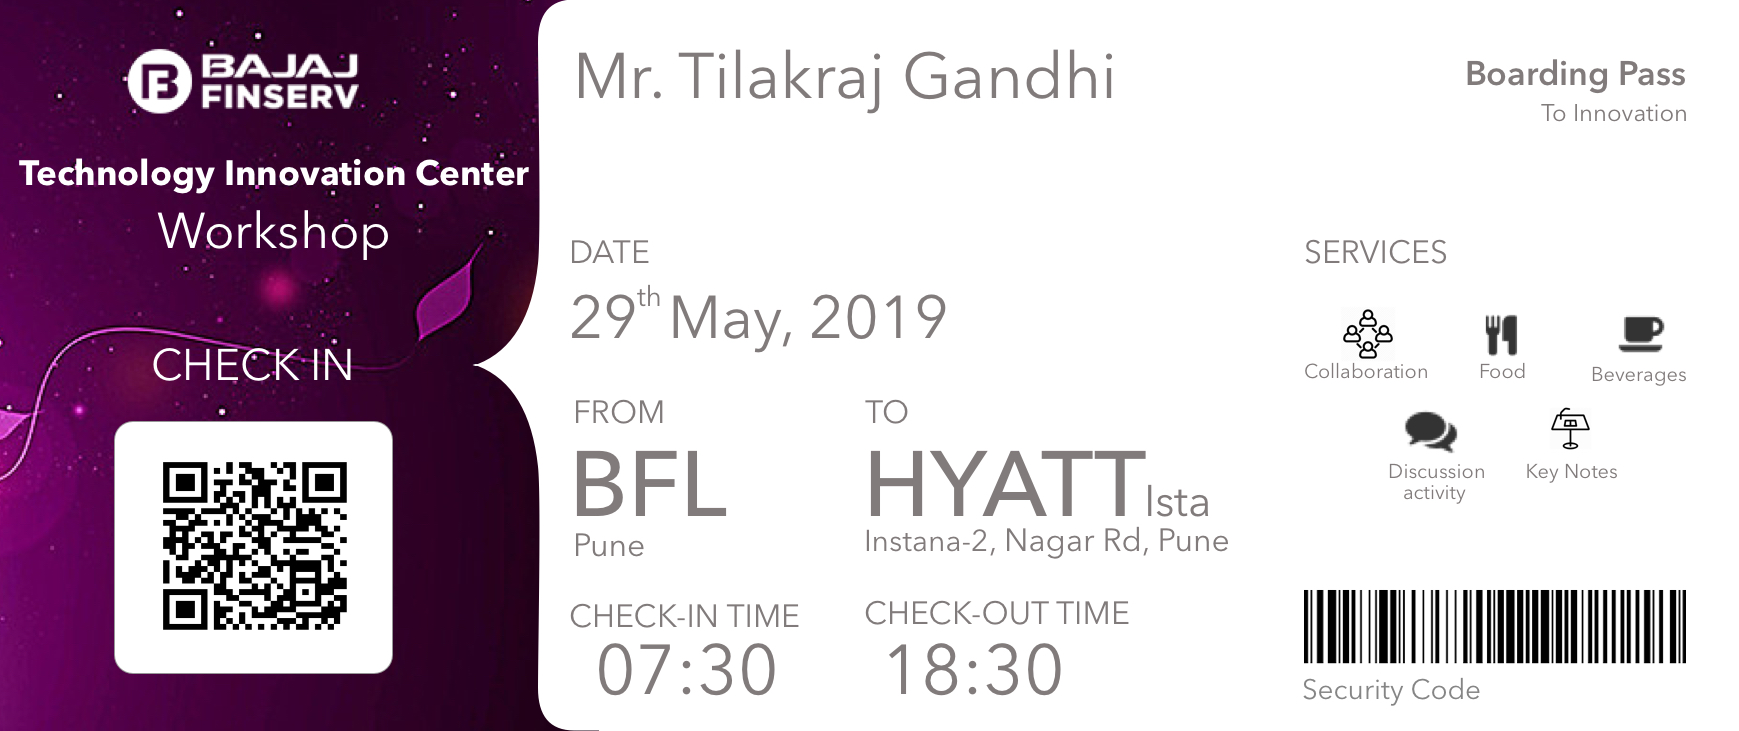 BAJAJ
FINSERV
Technology Innovation Center
Workshop
CHECK IN
Mr. Tilakraj Gandhi
Boarding Pass
To Innovation
DATE
29th May, 2019
FROM
BFL
Pune
TO
HYATT Ista
Instana-2, Nagar Rd, Pune
CHECK-IN TIME
07:30
CHECK-OUT TIME
18:30
SERVICES
Collaboration
Food
Beverages
Discussion
activity
Key Notes
Security Code